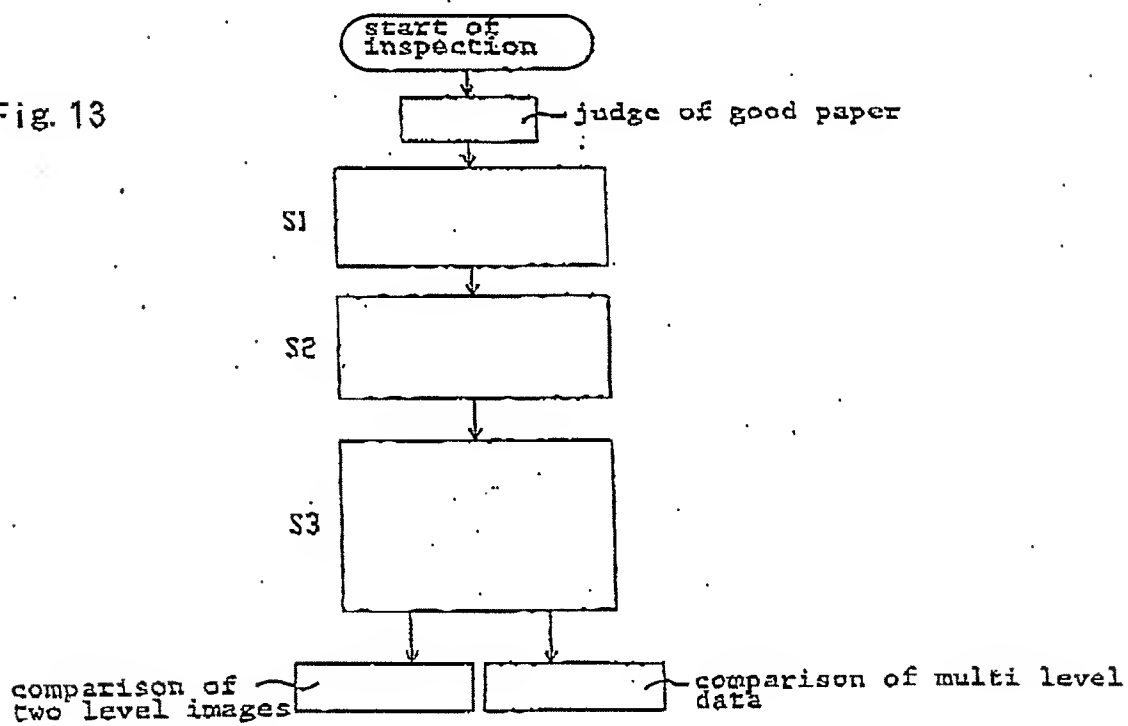 start of
inspection
Fig. 13
judge of good paper
S1
S2
S3
comparison of
two level images
comparison of multi level
data